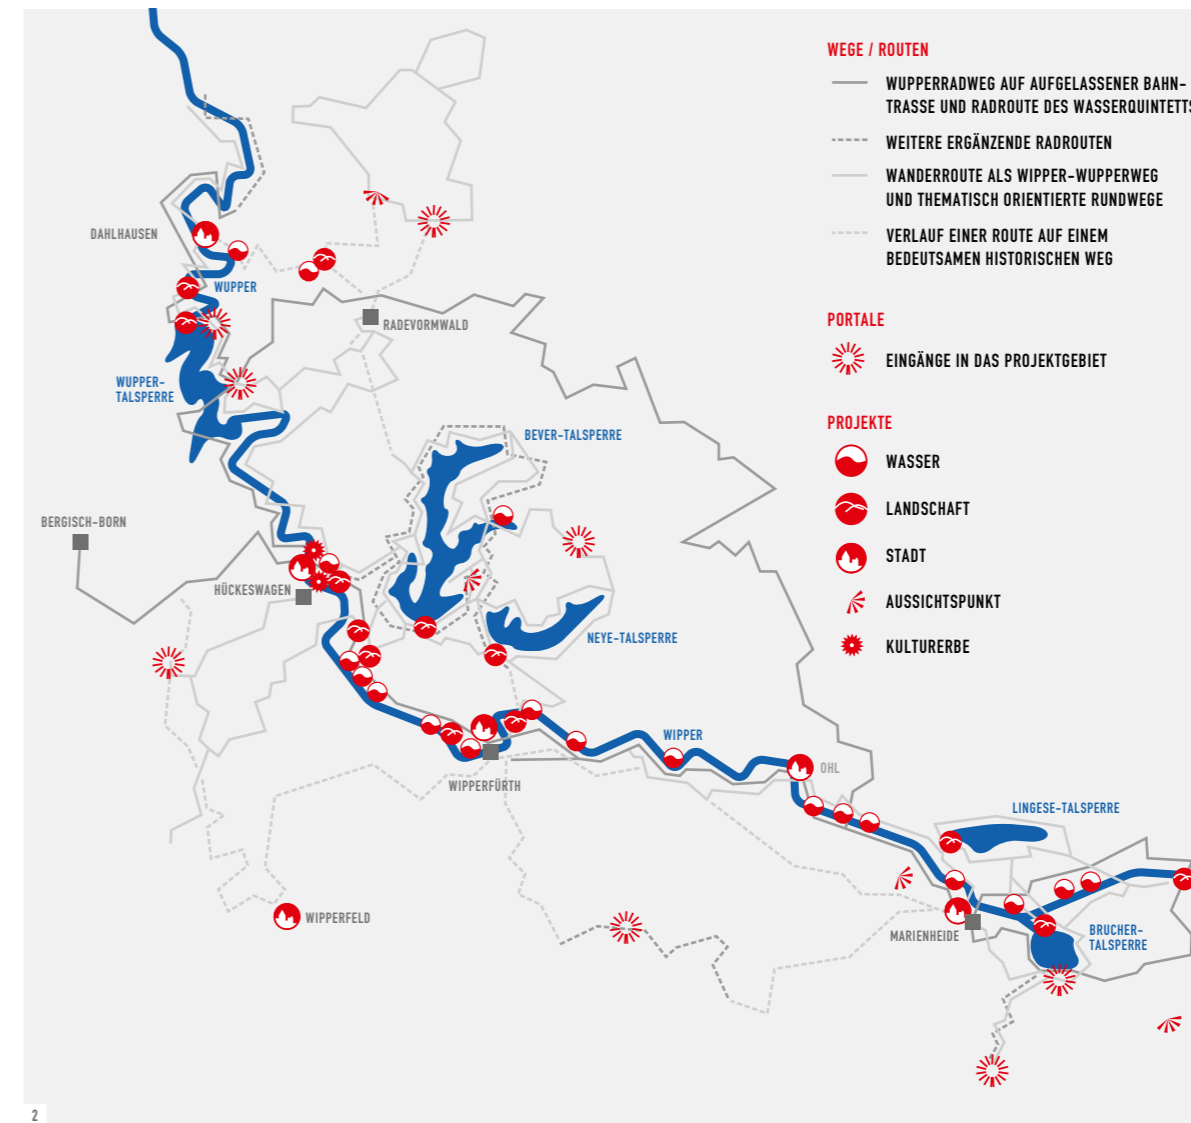 WEGE / ROUTEN
WUPPERRADWEG AUF AUFGELASSENER BAHN-
TRASSE UND RADROUTE DES WASSERQUINTETTS
WEITERE ERGÄNZENDE RADROUTEN
WANDERROUTE ALS WIPPER-WUPPERWEG
UND THEMATISCH ORIENTIERTE RUNDWEGE
VERLAUF EINER ROUTE AUF EINEM
BEDEUTSAMEN HISTORISCHEN WEG
PORTALE
EINGÄNGE IN DAS PROJEKTGEBIET
PROJEKTE
WASSER
LANDSCHAFT
STADT
AUSSICHTSPUNKT
KULTURERBE
DAHLHAUSEN
WUPPER
RADEVORMWALD
WUPPER-
TALSPERRE
BEVER-TALSPERRE
BERGISCH-BORN
HÜCKESWAGEN
NEYE-TALSPERRE
WIPPER
OHL
WIPPERFÜRTH
LINGESE-TALSPERRE
WIPPERFELD
MARIENHEIDE
BRUCHER-
TALSPERRE
2